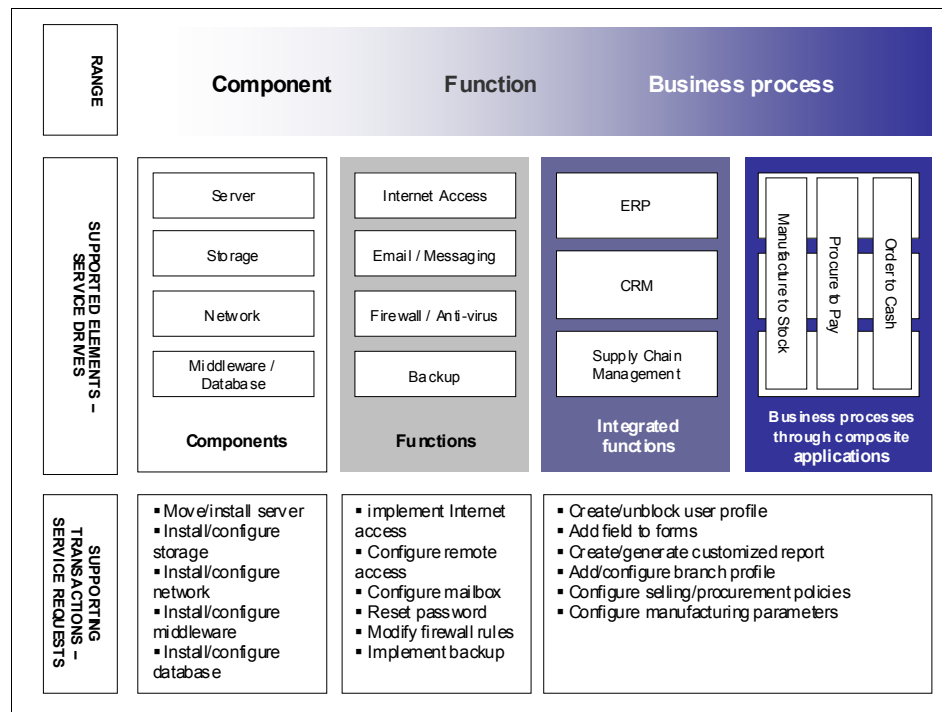 RANGE
Component
Function
Business process
SUPPORTED ELEMENTS –
SERVICE DRIVES
Server
Storage
Network
Middleware /
Database
Components
Internet Access
Email / Messaging
Firewall / Anti-virus
Backup
Functions
ERP
CRM
Supply Chain
Management
Integrated
functions
Manufacture to Stock
Procure to Pay
Order to Cash
Business processes
through composite
applications
SUPPORTING
TRANSACTIONS –
SERVICE REQUESTS
▪ Move/install server
▪ Install/configure
storage
▪ Install/configure
network
▪ Install/configure
middleware
▪ Install/configure
database
▪ implement Internet
access
▪ Configure remote
access
▪ Configure mailbox
▪ Reset password
▪ Modify firewall rules
▪ Implement backup
▪ Create/unblock user profile
▪ Add field to forms
▪ Create/generate customized report
▪ Add/configure branch profile
▪ Configure selling/procurement policies
▪ Configure manufacturing parameters